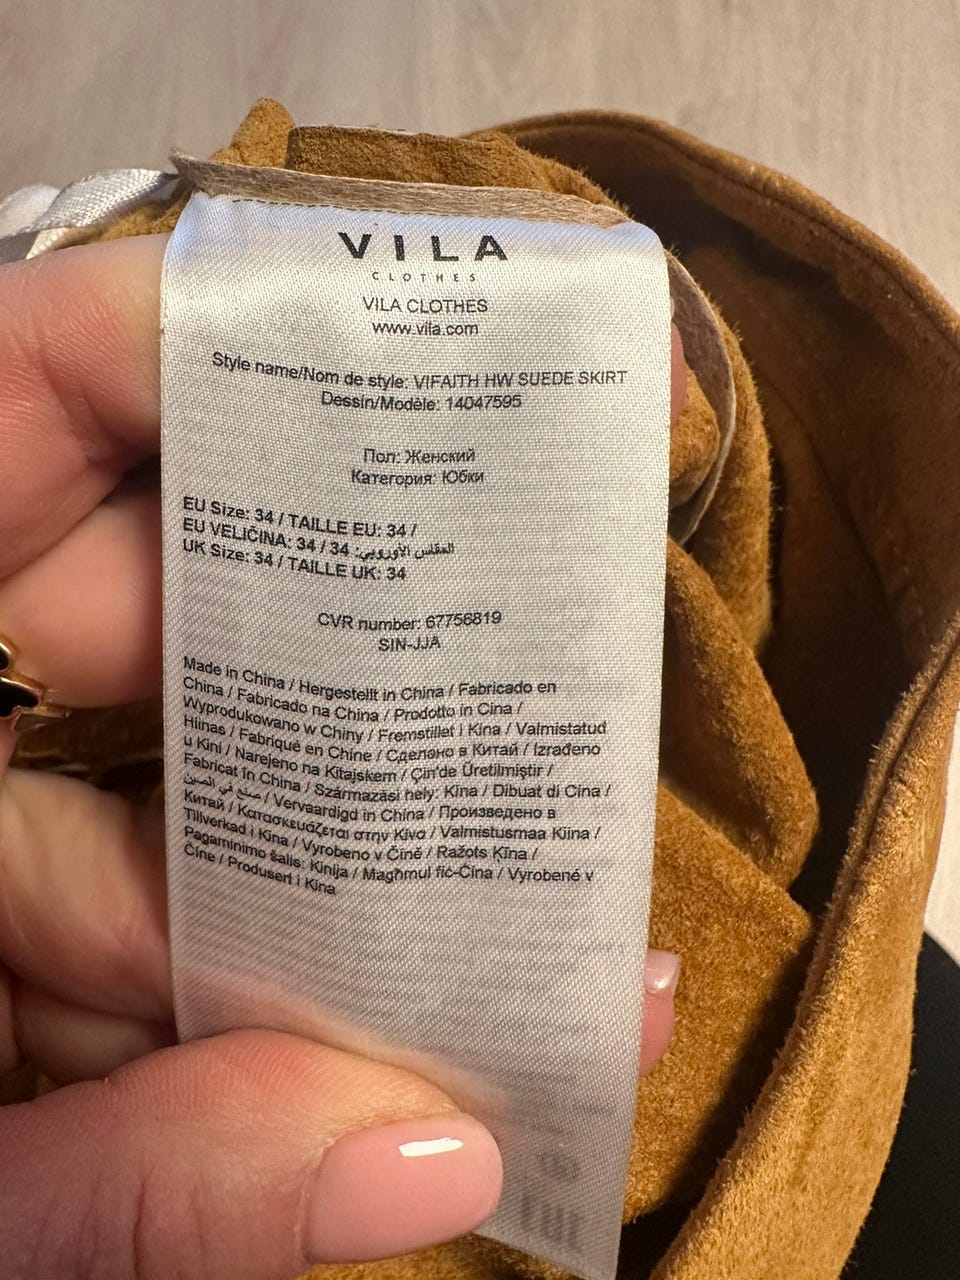 VILA
CLOTHES
VILA CLOTHES
www.vila.com
Style name/Nom de style: VIFAITH HW SUEDE SKIRT
Dessin/Modèle: 14047595
Пол: Женский
Категория: Юбки
EU Size: 34 / TAILLE EU: 34 /
EU VELIČINA: 34 / 34 :المقاس الأوروبي
UK Size: 34 / TAILLE UK: 34
CVR number: 67756819
SIN-JJA
Made in China / Hergestellt in China / Fabricado en
China / Fabricado na China / Prodotto in Cina /
Wyprodukowano w Chiny / Fremstillet i Kina / Valmistatud
Hiinas / Fabriqué en Chine / Сделано в Китай / Izrađeno
u Kini / Narejeno na Kitajskem / Çin'de Üretilmiştir /
Fabricat în China / Származási hely: Kína / Dibuat di Cina /
صنع في الصين / Vervaardigd in China / Произведено в
Китай / Κατασκευάζεται στην Κίνα / Valmistusmaa Kiina /
Tillverkad i Kina / Vyrobeno v Číně / Ražots Ķīna /
Pagaminimo šalis: Kinija / Magħmul fiċ-Ċina / Vyrobené v
Číne / Produsert i Kina